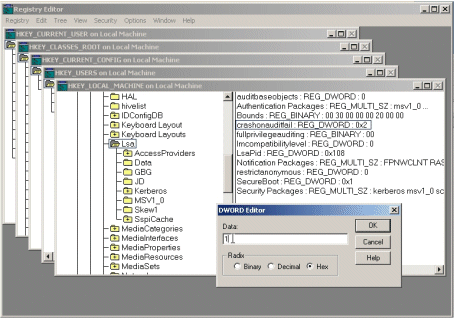 Registry Editor
Registry Edit Tree View Security Options Window Help
HKEY_CURRENT_USER on Local Machine
HKEY_CLASSES_ROOT on Local Machine
HKEY_CURRENT_CONFIG on Local Machine
HKEY_USERS on Local Machine
HKEY_LOCAL_MACHINE on Local Machine
HAL
hivelist
IDConfigDB
Keyboard Layout
Keyboard Layouts
Lsa
AccessProviders
Data
GBG
JD
Kerberos
MSV1_0
Skew1
SspiCache
MediaCategories
MediaInterfaces
MediaProperties
MediaResources
MediaSets
auditbaseobjects : REG_DWORD : 0
Authentication Packages : REG_MULTI_SZ : msv1_0 ...
Bounds : REG_BINARY : 00 30 00 00 00 20 00 00
crashonauditfail : REG_DWORD : 0x2
fullprivilegeauditing : REG_BINARY : 00
lmcompatibilitylevel : REG_DWORD : 0
LsaPid : REG_DWORD : 0x108
Notification Packages : REG_MULTI_SZ : FPNWCLNT RAS
restrictanonymous : REG_DWORD : 0
SecureBoot : REG_DWORD : 0x1
Security Packages : REG_MULTI_SZ : kerberos msv1_0 sc
DWORD Editor
Data:
1
OK
Cancel
Help
Radix
Binary Decimal Hex